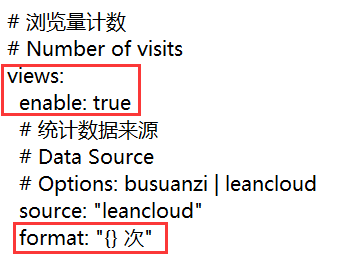 # 浏览量计数
# Number of visits
views:
  enable: true
  # 统计数据来源
  # Data Source
  # Options: busuanzi | leancloud
  source: "leancloud"
  format: "{} 次"